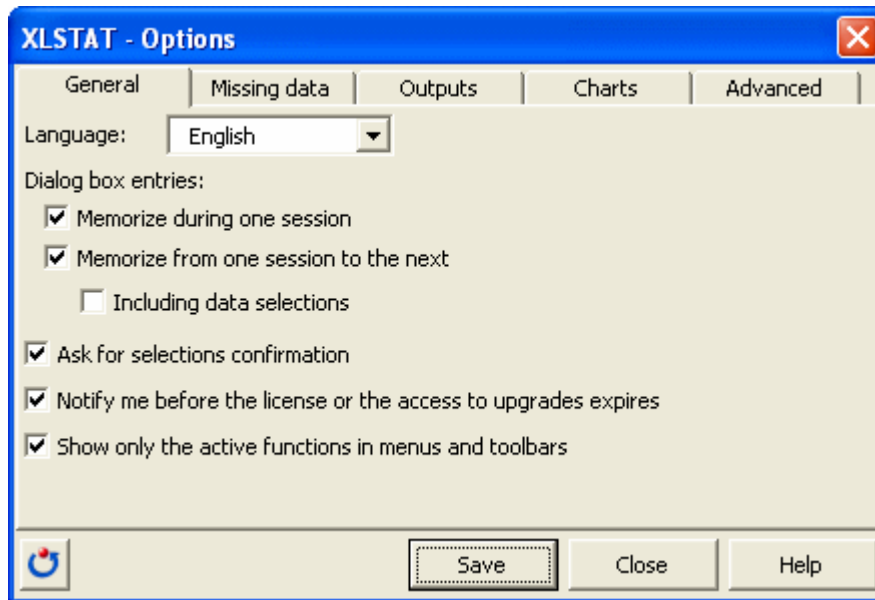 XLSTAT - Options
General Missing data Outputs Charts Advanced
Language: English
Dialog box entries:
Memorize during one session
Memorize from one session to the next
Including data selections
Ask for selections confirmation
Notify me before the license or the access to upgrades expires
Show only the active functions in menus and toolbars
Save Close Help